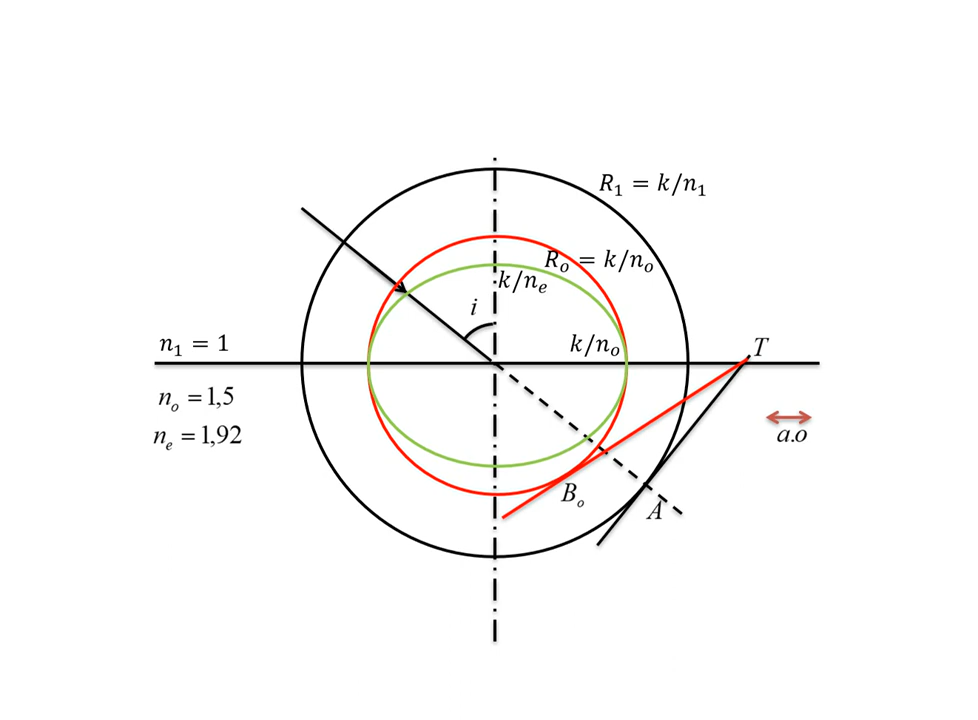 R₁ = k/n₁
Rₒ = k/nₒ
k/nₑ
i
n₁ = 1
k/nₒ
T
nₒ = 1,5
nₑ = 1,92
a.o
Bₒ
A